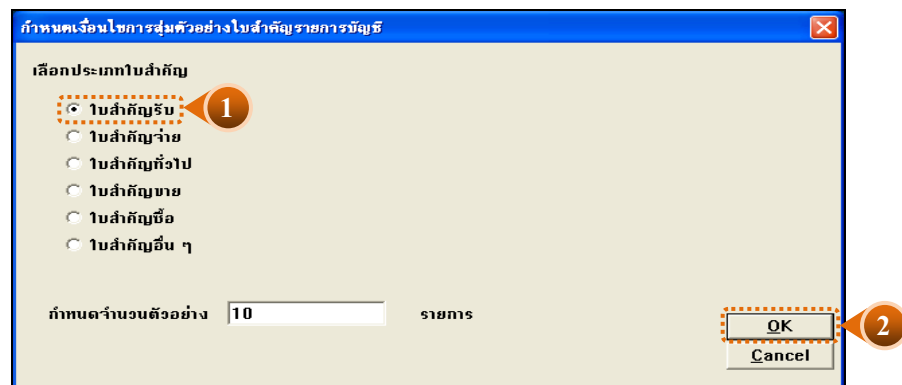 กำหนดเงื่อนไขการสุ่มตัวอย่างใบสำคัญรายการบัญชี
เลือกประเภทใบสำคัญ
ใบสำคัญรับ 1
ใบสำคัญจ่าย
ใบสำคัญทั่วไป
ใบสำคัญขาย
ใบสำคัญซื้อ
ใบสำคัญอื่น ๆ
กำหนดจำนวนตัวอย่าง 10 รายการ
OK 2
Cancel